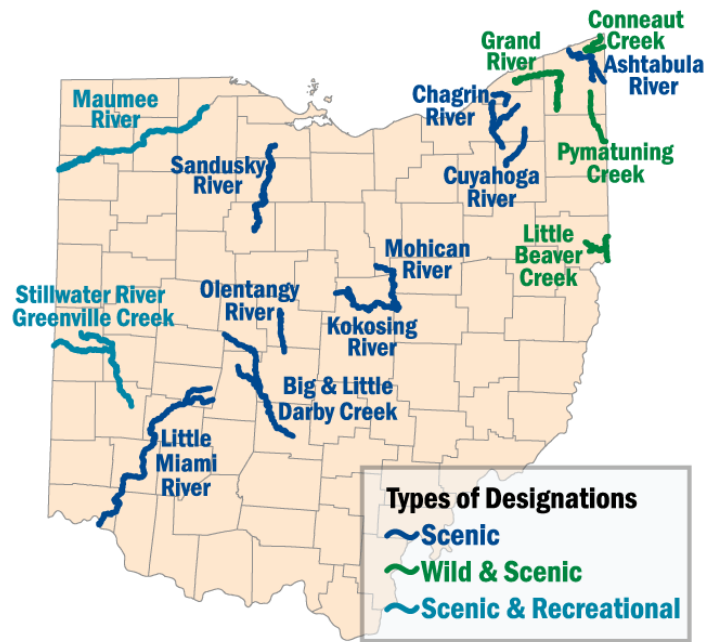 Conneaut
Creek
Grand
River
Ashtabula
River
Maumee
River
Chagrin
River
Sandusky
River
Pymatuning
Creek
Cuyahoga
River
Little
Beaver
Creek
Mohican
River
Stillwater River
Greenville Creek
Olentangy
River
Kokosing
River
Big & Little
Darby Creek
Little
Miami
River
Types of Designations
Scenic
Wild & Scenic
Scenic & Recreational